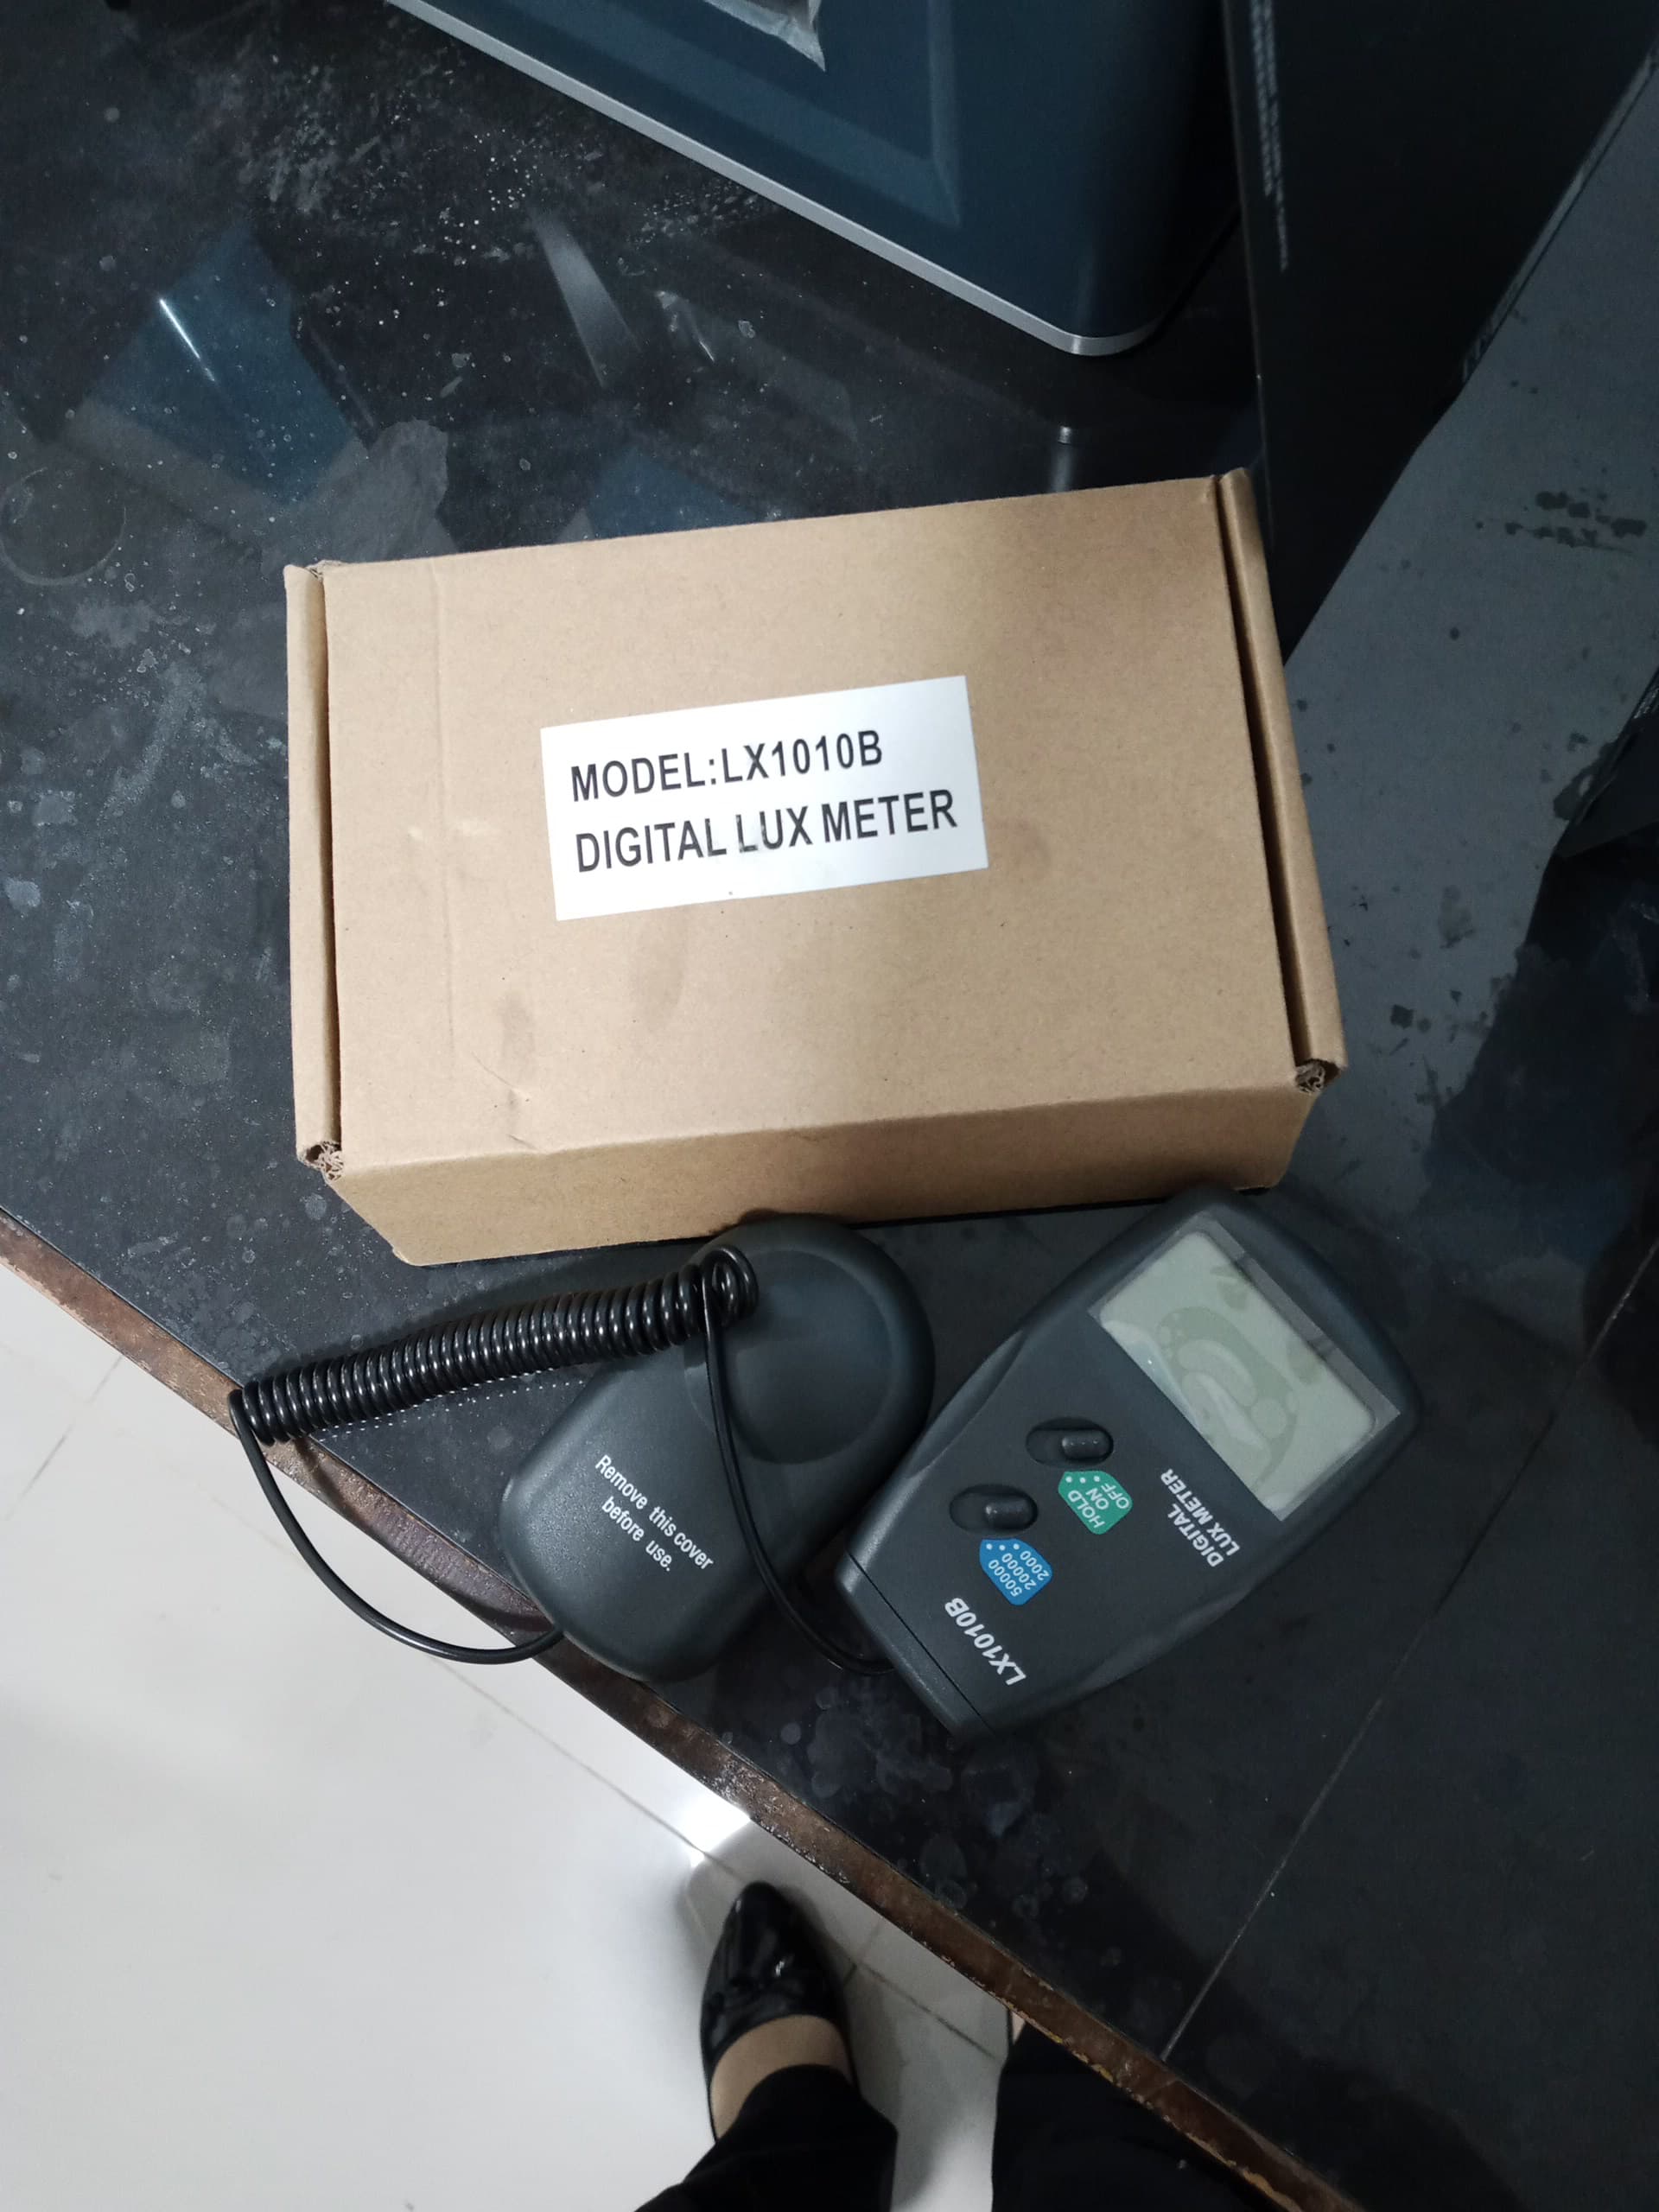 MODEL:LX1010B
DIGITAL LUX METER
Remove this cover
before use.
HOLD
ON
OFF
50000
20000
2000
DIGITAL
LUX METER
LX1010B